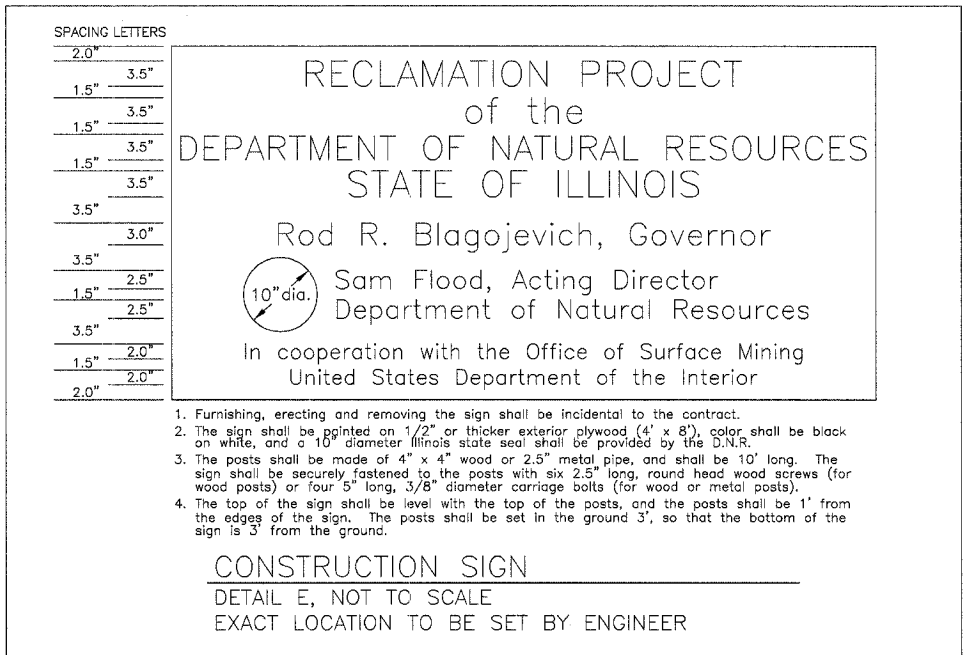 SPACING LETTERS
2.0"
3.5"
1.5"
3.5"
1.5"
3.5"
1.5"
3.5"
3.5"
3.0"
3.5"
2.5"
1.5"
2.5"
3.5"
2.0"
1.5"
2.0"
2.0"
RECLAMATION PROJECT
of the
DEPARTMENT OF NATURAL RESOURCES
STATE OF ILLINOIS
Rod R. Blagojevich, Governor
10" dia.
Sam Flood, Acting Director
Department of Natural Resources
In cooperation with the Office of Surface Mining
United States Department of the Interior
1. Furnishing, erecting and removing the sign shall be incidental to the contract.
2. The sign shall be painted on 1/2" or thicker exterior plywood (4' x 8'), color shall be black
on white, and a 10" diameter Illinois state seal shall be provided by the D.N.R.
3. The posts shall be made of 4" x 4" wood or 2.5" metal pipe, and shall be 10' long. The
sign shall be securely fastened to the posts with six 2.5" long, round head wood screws (for
wood posts) or four 5" long, 3/8" diameter carriage bolts (for wood or metal posts).
4. The top of the sign shall be level with the top of the posts, and the posts shall be 1' from
the edges of the sign. The posts shall be set in the ground 3', so that the bottom of the
sign is 3' from the ground.
CONSTRUCTION SIGN
DETAIL E, NOT TO SCALE
EXACT LOCATION TO BE SET BY ENGINEER